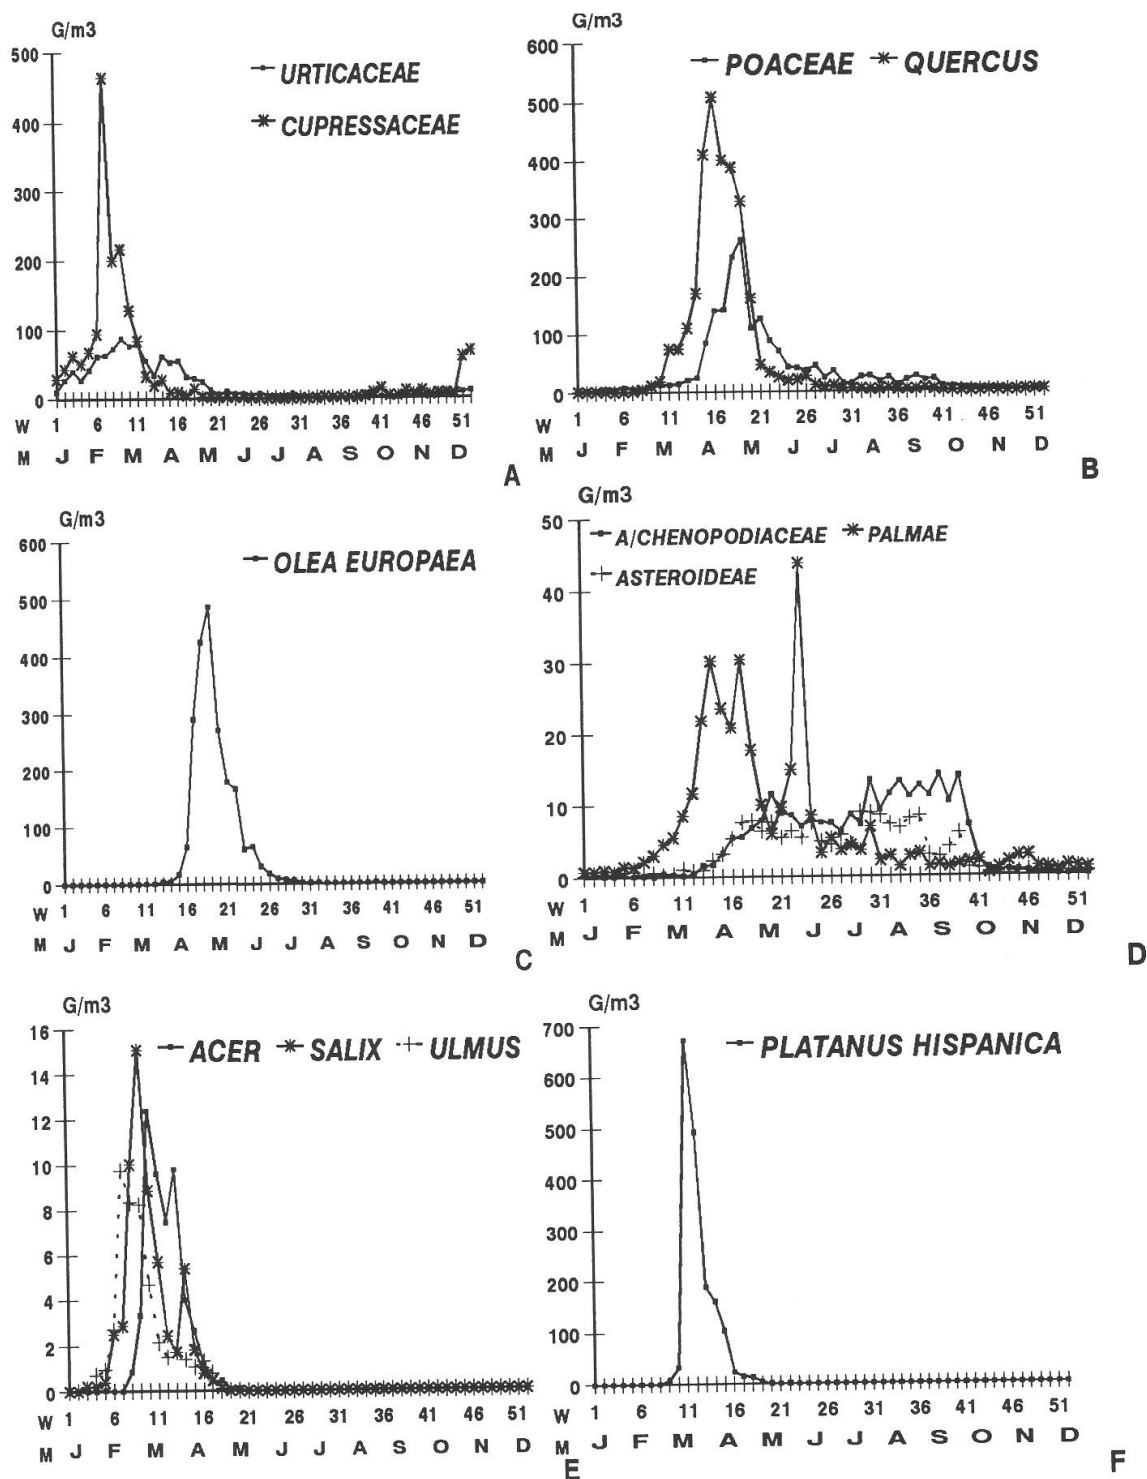 G/m3
500
400
300
200
100
0
URTICACEAE
CUPRESSACEAE
W 1 6 11 16 21 26 31 36 41 46 51
M J F M A M J J A S O N D
A
G/m3
600
500
400
300
200
100
0
POACEAE QUERCUS
W 1 6 11 16 21 26 31 36 41 46 51
M J F M A M J J A S O N D
B
G/m3
600
500
400
300
200
100
0
OLEA EUROPAEA
W 1 6 11 16 21 26 31 36 41 46 51
M J F M A M J J A S O N D
C
G/m3
50
40
30
20
10
0
A/CHENOPODIACEAE PALMAE
ASTEROIDEAE
W 1 6 11 16 21 26 31 36 41 46 51
M J F M A M J J A S O N D
D
G/m3
16
14
12
10
8
6
4
2
0
ACER SALIX ULMUS
W 1 6 11 16 21 26 31 36 41 46 51
M J F M A M J J A S O N D
E
G/m3
700
600
500
400
300
200
100
0
PLATANUS HISPANICA
W 1 6 11 16 21 26 31 36 41 46 51
M J F M A M J J A S O N D
F